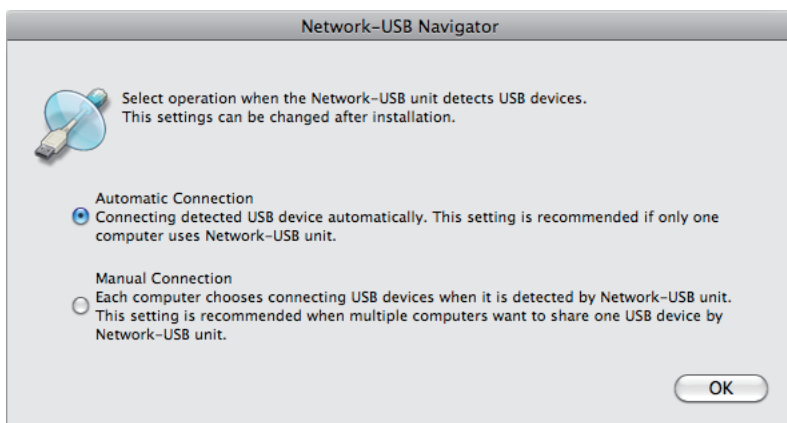 Network-USB Navigator
Select operation when the Network-USB unit detects USB devices.
This settings can be changed after installation.
Automatic Connection
Connecting detected USB device automatically. This setting is recommended if only one
computer uses Network-USB unit.
Manual Connection
Each computer chooses connecting USB devices when it is detected by Network-USB unit.
This setting is recommended when multiple computers want to share one USB device by
Network-USB unit.
OK